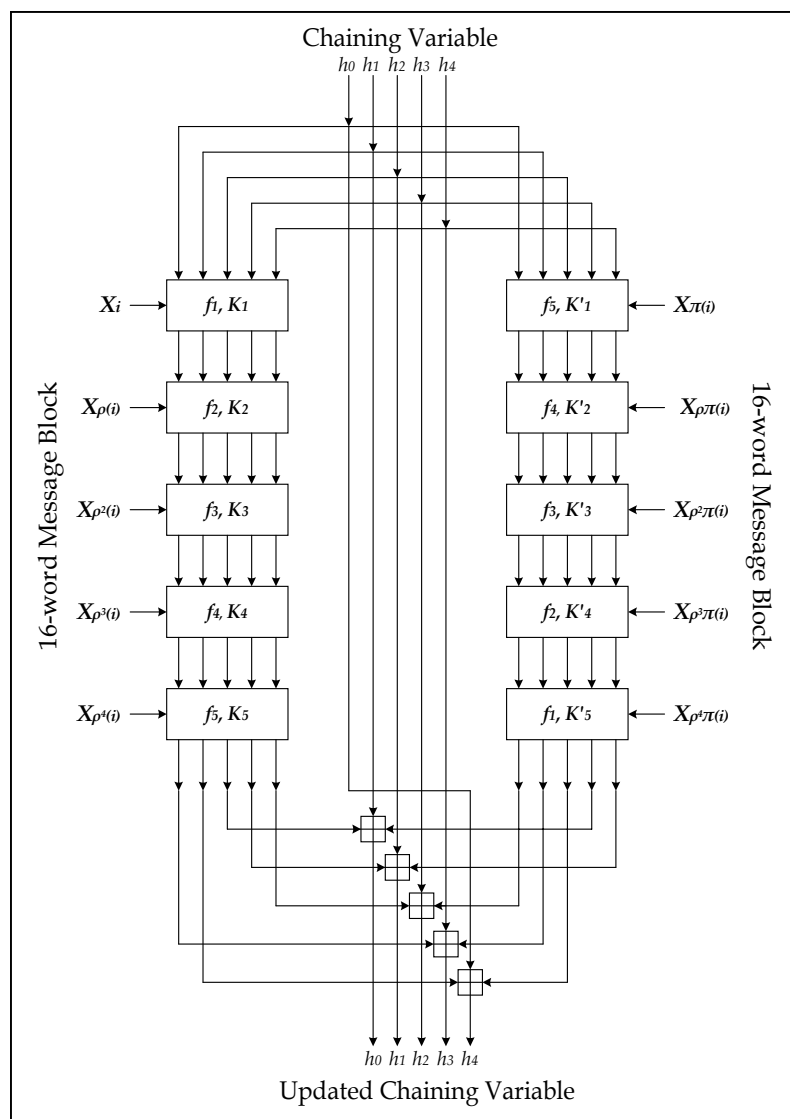 Chaining Variable
h0 h1 h2 h3 h4
Xi
f1, K1
f5, K'1
Xπ(i)
Xρ(i)
f2, K2
f4, K'2
Xρπ(i)
Xρ²(i)
f3, K3
f3, K'3
Xρ²π(i)
Xρ³(i)
f4, K4
f2, K'4
Xρ³π(i)
Xρ⁴(i)
f5, K5
f1, K'5
Xρ⁴π(i)
16-word Message Block
16-word Message Block
h0 h1 h2 h3 h4
Updated Chaining Variable